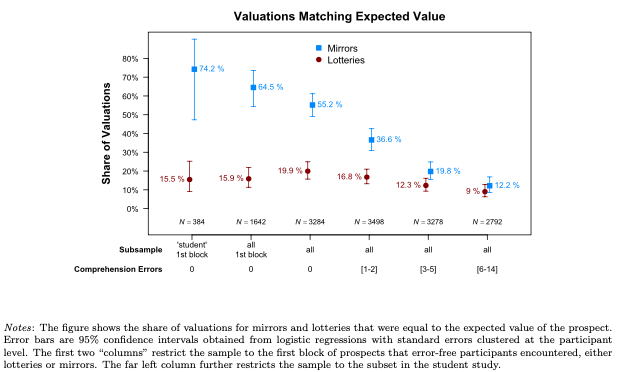 Valuations Matching Expected Value
Mirrors
Lotteries
Share of Valuations
80%
70%
60%
50%
40%
30%
20%
10%
0%
74.2 %
64.5 %
55.2 %
36.6 %
19.8 %
12.2 %
15.5 %
15.9 %
19.9 %
16.8 %
12.3 %
9 %
N = 384 N = 1642 N = 3284 N = 3498 N = 3278 N = 2792
Subsample 'student' all all all all all
1st block 1st block
Comprehension Errors 0 0 0 [1-2] [3-5] [6-14]
Notes: The figure shows the share of valuations for mirrors and lotteries that were equal to the expected value of the prospect.
Error bars are 95% confidence intervals obtained from logistic regressions with standard errors clustered at the participant
level. The first two “columns” restrict the sample to the first block of prospects that error-free participants encountered, either
lotteries or mirrors. The far left column further restricts the sample to the subset in the student study.